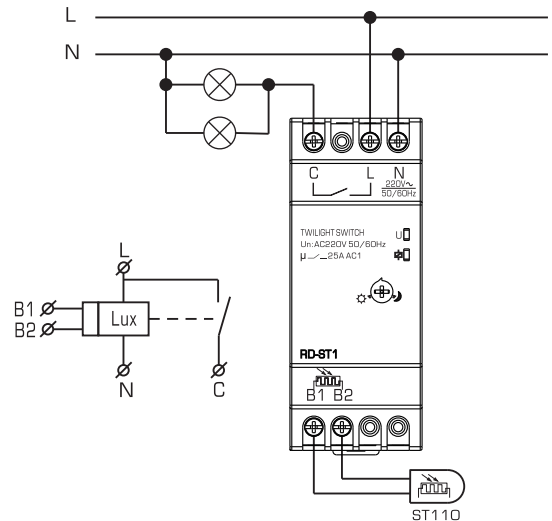 L
N
C L N
220V~
50/60Hz
TWILIGHT SWITCH
Un:AC220V 50/60Hz
µ 25A AC1
U
RD-ST1
B1 B2
ST110
L
B1
B2
Lux
N
C